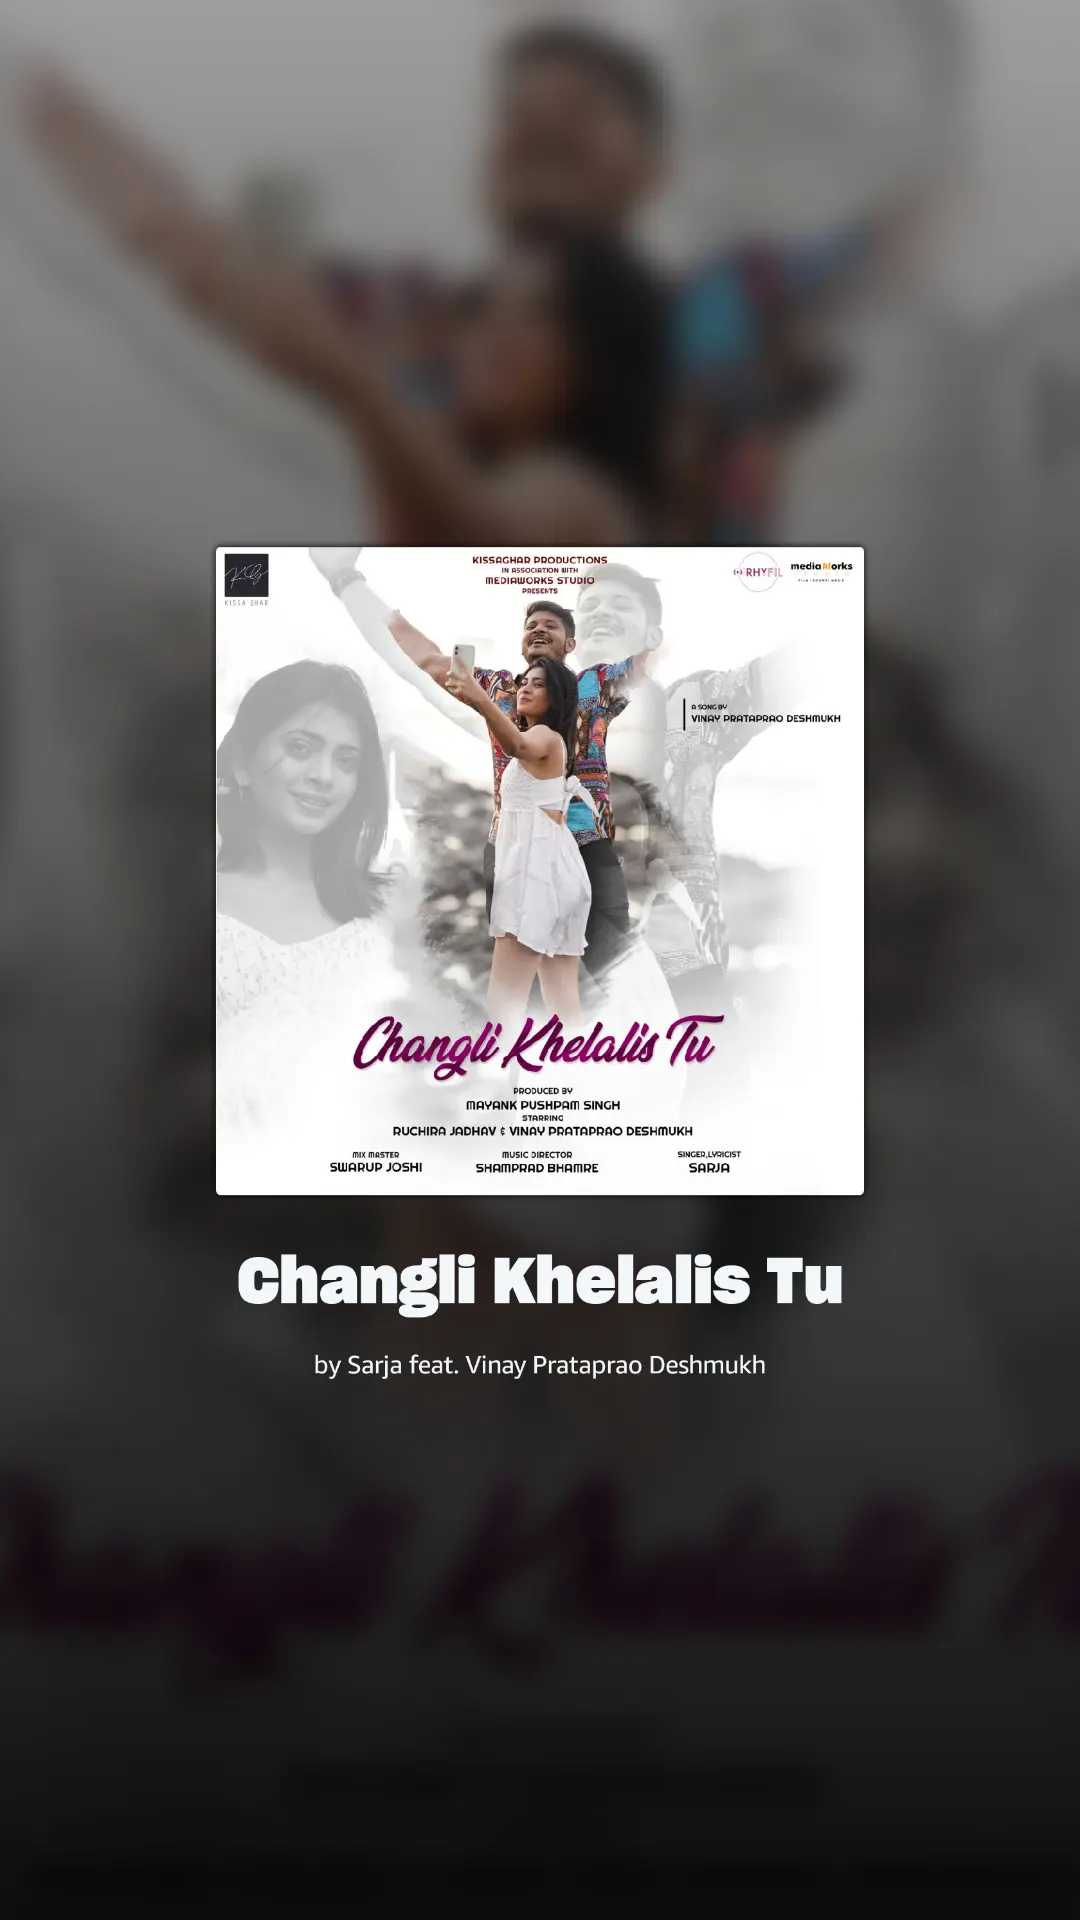 KISSA GHAR
KISSAGHAR PRODUCTIONS
IN ASSOCIATION WITH
MEDIAWORKS STUDIO
PRESENTS
RHYFIL
mediaWorks
A SONG BY
VINAY PRATAPRAO DESHMUKH
Changli Khelalis Tu
PRODUCED BY
MAYANK PUSHPAM SINGH
STARRING
RUCHIRA JADHAV & VINAY PRATAPRAO DESHMUKH
MIX MASTER
SWARUP JOSHI
MUSIC DIRECTOR
SHAMPRAD BHAMRE
SINGER,LYRICIST
SARJA
Changli Khelalis Tu
by Sarja feat. Vinay Prataprao Deshmukh